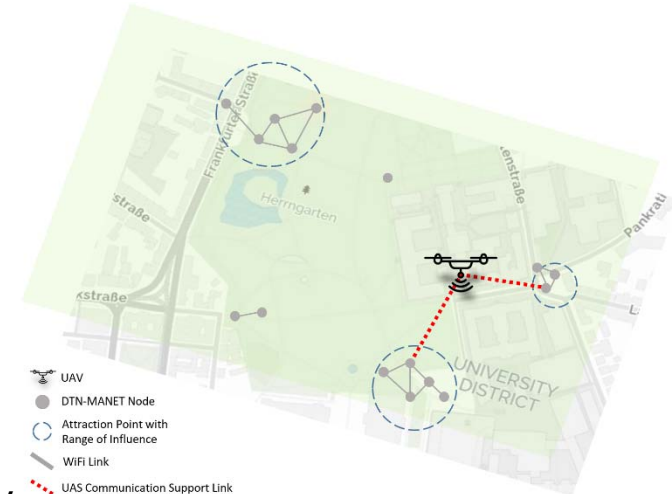 Frankfurter Straße
Herrngarten
Pankrati
straße
kstraße
L
UNIVERSITY
DISTRICT
UAV
DTN-MANET Node
Attraction Point with
Range of Influence
WiFi Link
UAS Communication Support Link